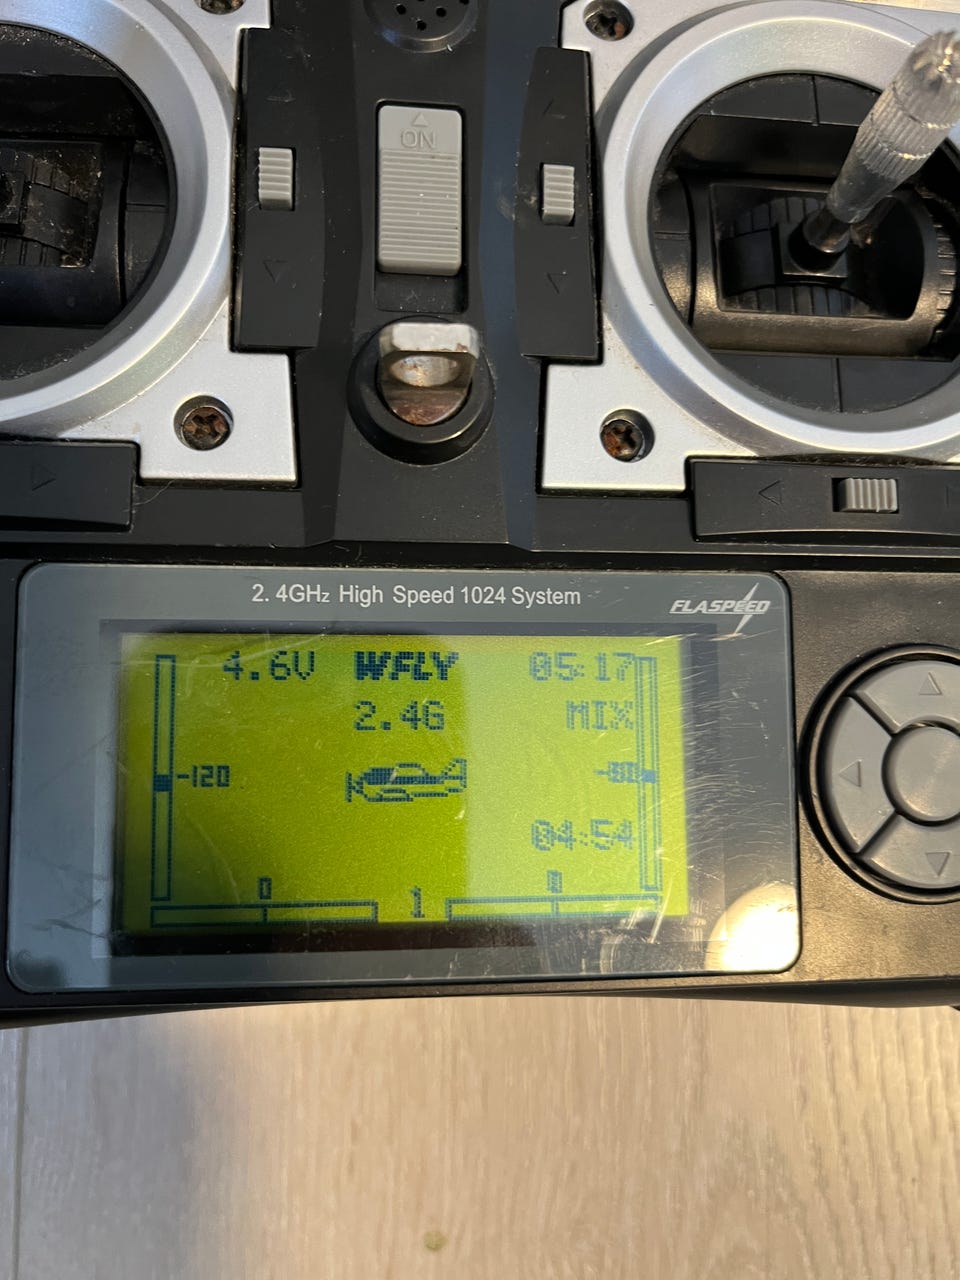 ON
2. 4GHz High Speed 1024 System
FLASPEED
4.6V WFLY 05:17
2.4G MIX
-120 -80
04:54
0 0
1